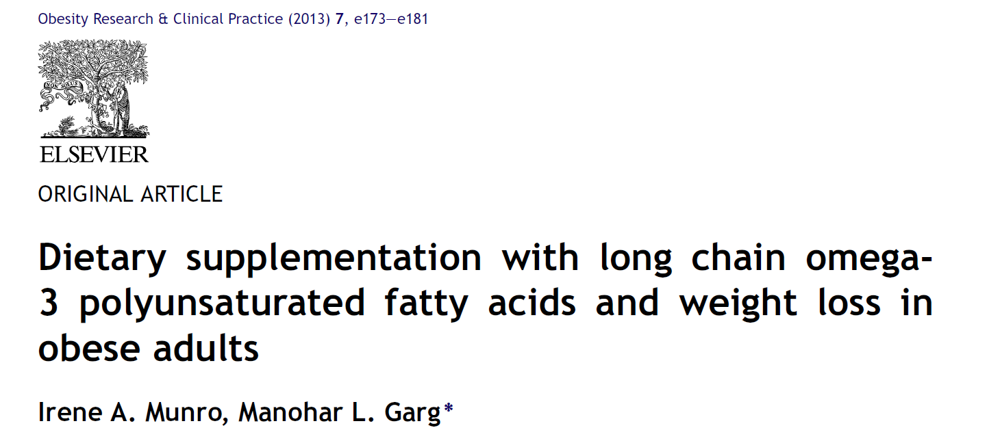 Obesity Research & Clinical Practice (2013) 7, e173—e181
NON SOLUS
ELSEVIER
ORIGINAL ARTICLE
Dietary supplementation with long chain omega-
3 polyunsaturated fatty acids and weight loss in
obese adults
Irene A. Munro, Manohar L. Garg*